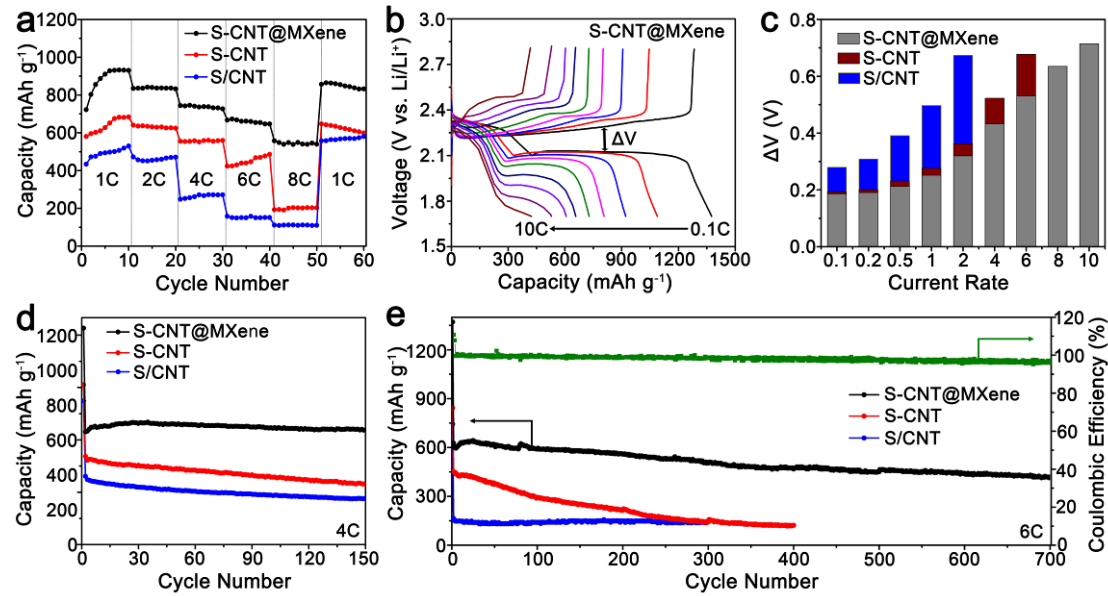 a
S-CNT@MXene
S-CNT
S/CNT
1200
1000
800
600
400
200
0
1C
2C
4C
6C
8C
1C
0
10
20
30
40
50
60
Capacity (mAh g⁻¹)
Cycle Number
b
S-CNT@MXene
3.0
2.7
2.4
2.1
1.8
1.5
ΔV
10C
0.1C
0
300
600
900
1200
1500
Voltage (V vs. Li/Li⁺)
Capacity (mAh g⁻¹)
c
S-CNT@MXene
S-CNT
S/CNT
0.8
0.6
0.4
0.2
0.0
0.1
0.2
0.5
1
2
4
6
8
10
ΔV (V)
Current Rate
d
S-CNT@MXene
S-CNT
S/CNT
1200
1000
800
600
400
200
0
4C
0
30
60
90
120
150
Capacity (mAh g⁻¹)
Cycle Number
e
S-CNT@MXene
S-CNT
S/CNT
1200
900
600
450
300
150
0
120
100
80
60
40
20
0
6C
0
100
200
300
400
500
600
700
Capacity (mAh g⁻¹)
Coulombic Efficiency (%)
Cycle Number